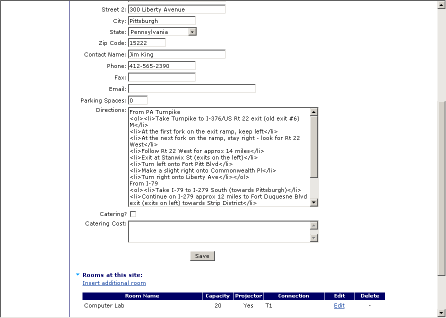 Street 2: 300 Liberty Avenue
City: Pittsburgh
State: Pennsylvania
Zip Code: 15222
Contact Name: Jim King
Phone: 412-565-2390
Fax:
Email:
Parking Spaces: 0
Directions: From PA Turnpike
<ol><li>Take Turnpike to I-376/US Rt 22 exit (old exit #6)
M</li>
<li>At the first fork on the exit ramp, keep left</li>
<li>At the next fork on the ramp, stay right - look for Rt 22
West</li>
<li>Follow Rt 22 West for approx 14 miles</li>
<li>Exit at Stanwix St (exits on the left)</li>
<li>Turn left onto Fort Pitt Blvd</li>
<li>Make a slight right onto Commonwealth Pl</li>
<li>Turn right onto Liberty Ave</li></ol>
From I-79
<ol><li>Take I-79 to I-279 South (towards Pittsburgh)</li>
<li>Continue on I-279 approx 12 miles to Fort Duquesne Blvd
exit (exits on left) towards Strip District</li>
Catering?
Catering Cost:
Save
Rooms at this site:
Insert additional room
Room Name Capacity Projector Connection Edit Delete
Computer Lab 20 Yes T1 Edit -